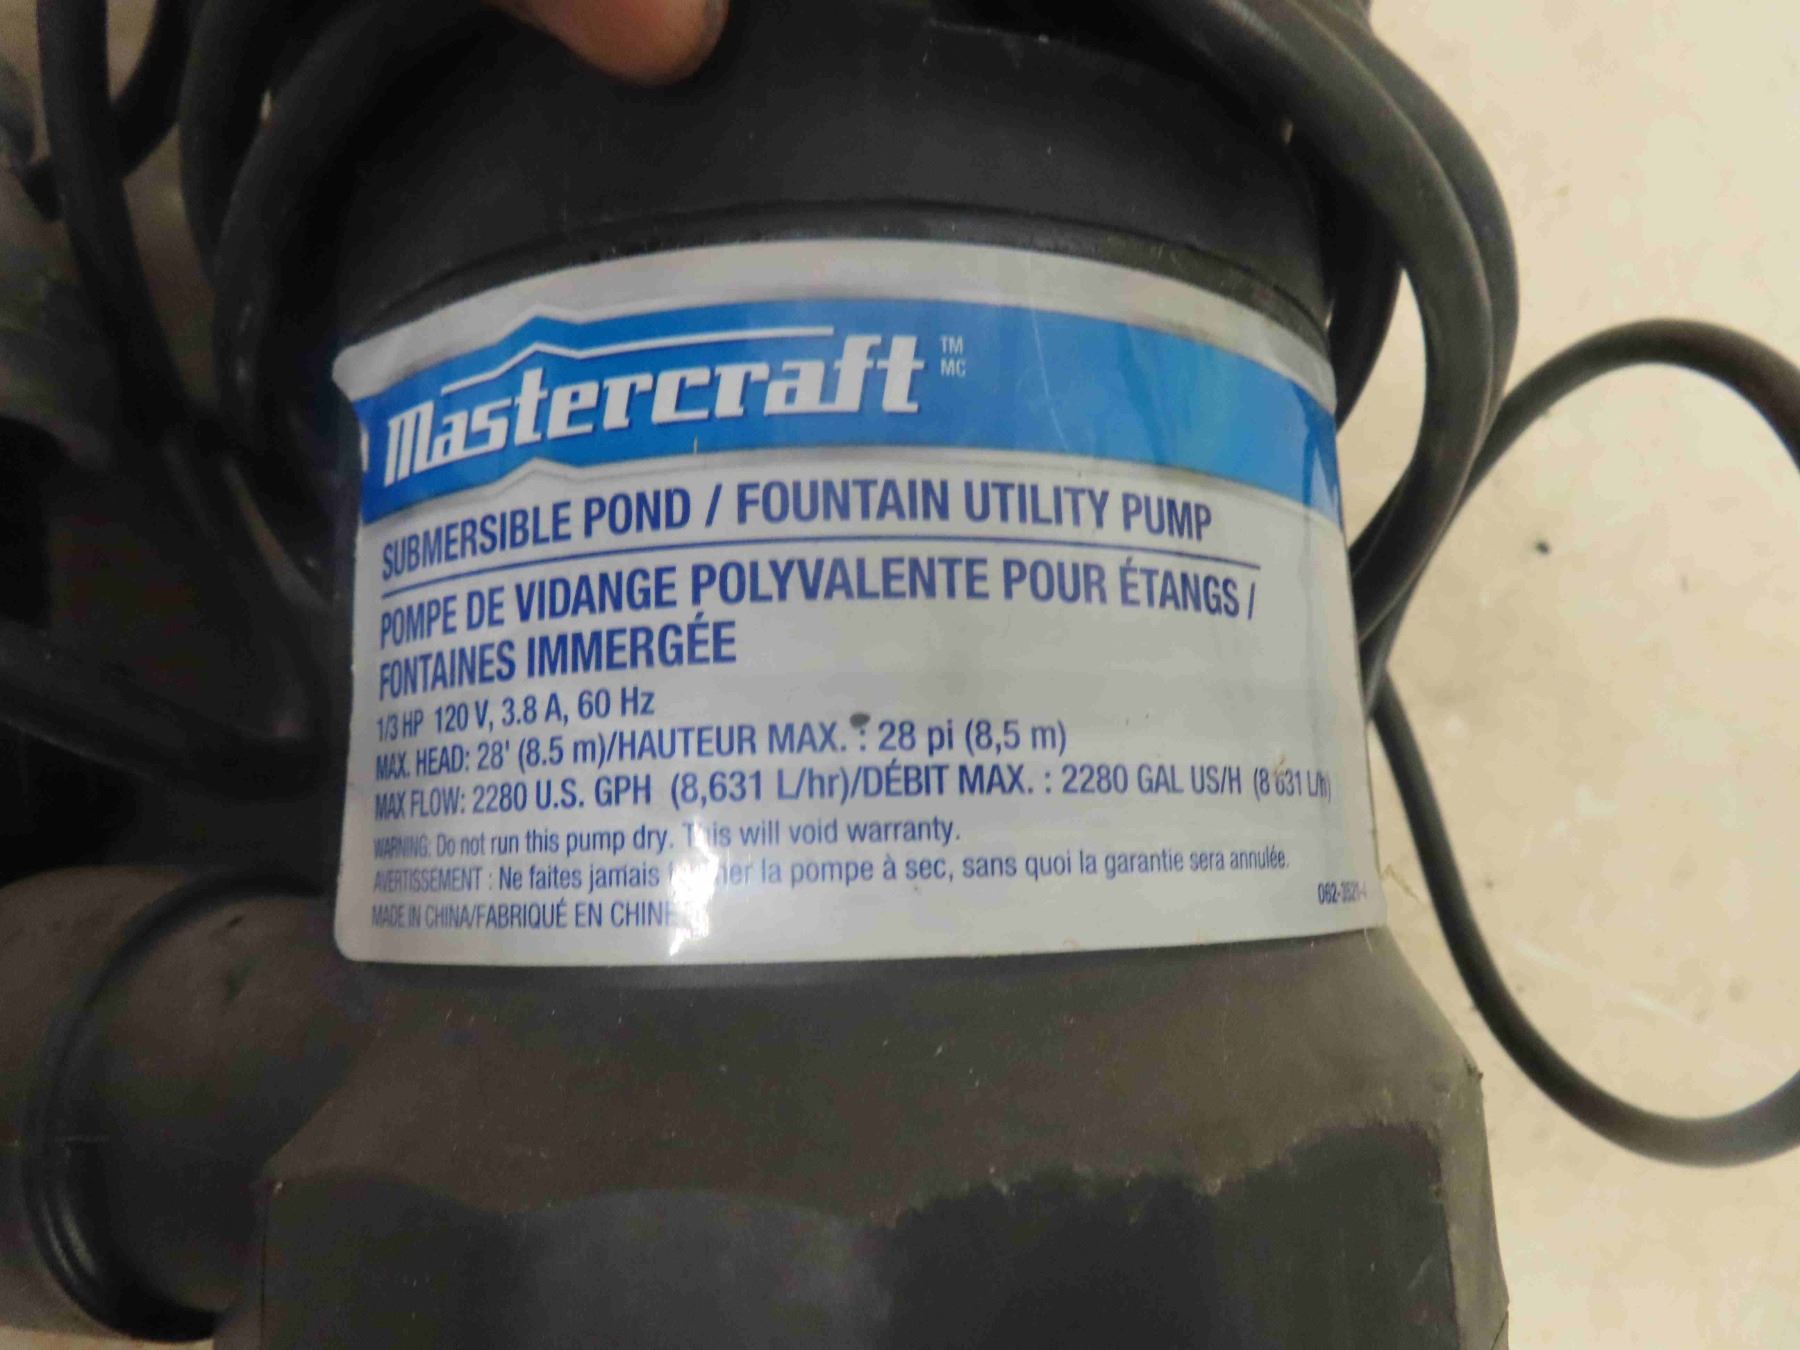 Mastercraft TM MC
SUBMERSIBLE POND / FOUNTAIN UTILITY PUMP
POMPE DE VIDANGE POLYVALENTE POUR ÉTANGS /
FONTAINES IMMERGÉE
1/3 HP 120 V, 3.8 A, 60 Hz
MAX. HEAD: 28' (8.5 m)/HAUTEUR MAX. : 28 pi (8,5 m)
MAX FLOW: 2280 U.S. GPH (8,631 L/hr)/DÉBIT MAX. : 2280 GAL US/H (8 631 L/h)
WARNING: Do not run this pump dry. This will void warranty.
AVERTISSEMENT : Ne faites jamais la pompe à sec, sans quoi la garantie sera annulée.
MADE IN CHINA/FABRIQUÉ EN CHINE